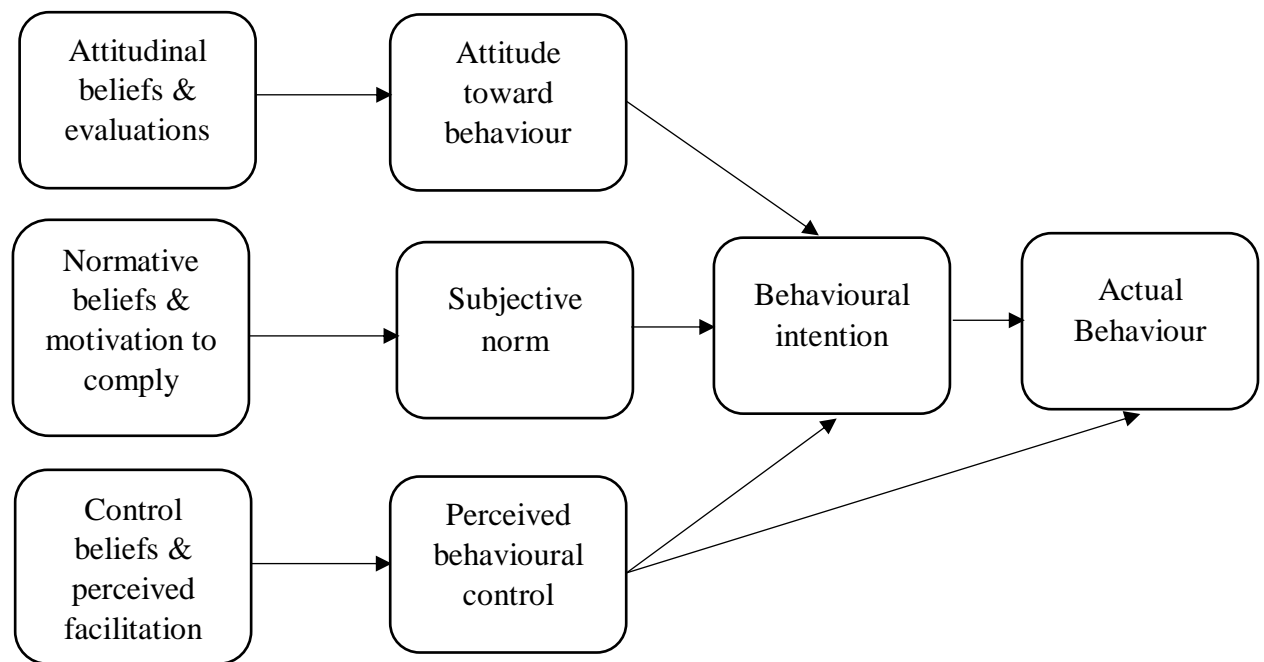 Attitudinal
beliefs &
evaluations
Attitude
toward
behaviour
Normative
beliefs &
motivation to
comply
Subjective
norm
Behavioural
intention
Actual
Behaviour
Control
beliefs &
perceived
facilitation
Perceived
behavioural
control